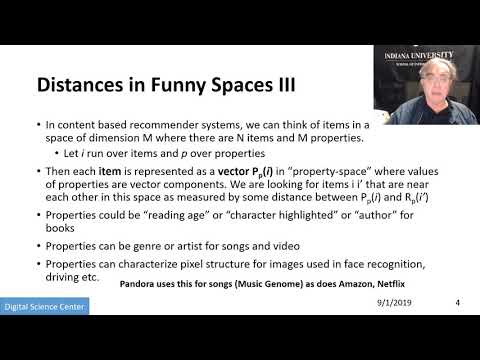 INDIANA UNIVERSITY
Distances in Funny Spaces III
• In content based recommender systems, we can think of items in a
space of dimension M where there are N items and M properties.
• Let i run over items and p over properties
• Then each item is represented as a vector Pp(i) in “property-space” where values
of properties are vector components. We are looking for items i i’ that are near
each other in this space as measured by some distance between Pp(i) and Rp(i’)
• Properties could be “reading age” or “character highlighted” or “author” for
books
• Properties can be genre or artist for songs and video
• Properties can characterize pixel structure for images used in face recognition,
driving etc.
Pandora uses this for songs (Music Genome) as does Amazon, Netflix
Digital Science Center
9/1/2019
4